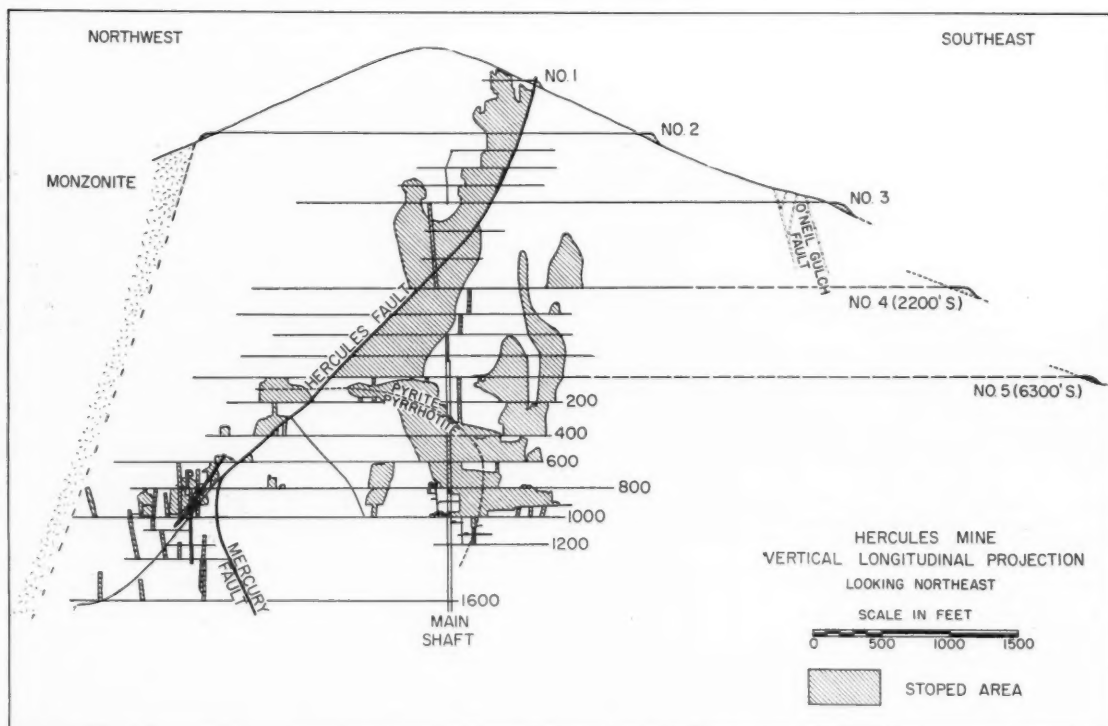 NORTHWEST
SOUTHEAST
NO. 1
NO. 2
MONZONITE
NO. 3
O'NEIL GULCH
FAULT
HERCULES FAULT
NO. 4 (2200' S.)
NO. 5 (6300' S.)
PYRITE
PYRRHOTITE
200
400
600
800
1000
1200
MERCURY
FAULT
1600
MAIN
SHAFT
HERCULES MINE
VERTICAL LONGITUDINAL PROJECTION
LOOKING NORTHEAST
SCALE IN FEET
0 500 1000 1500
STOPED AREA